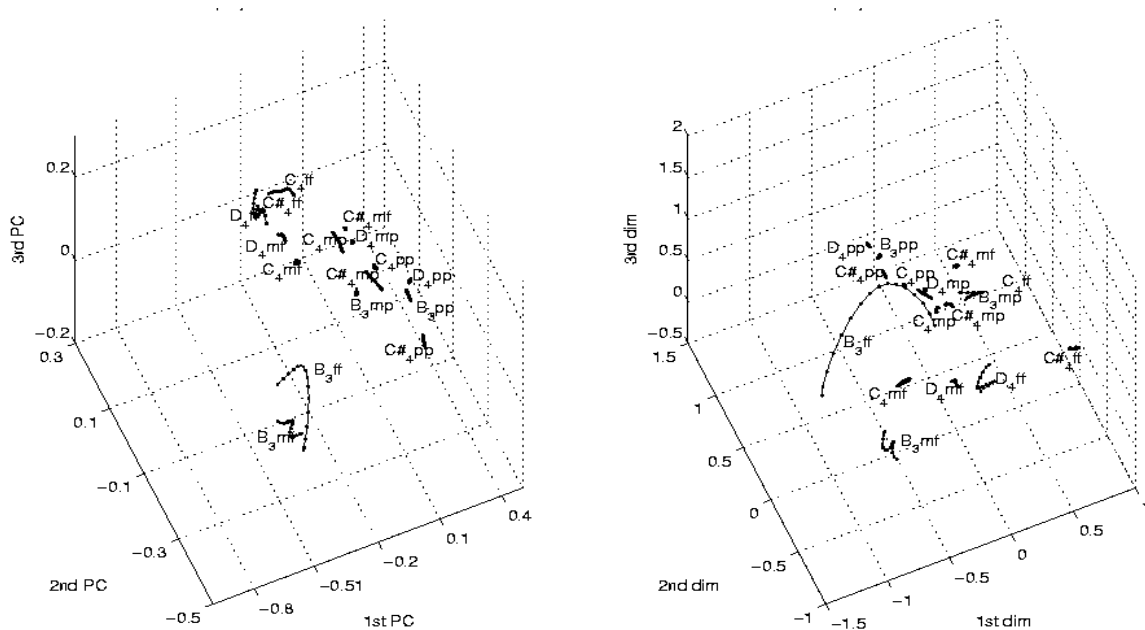 0.2
0
−0.2
0.3
0.1
−0.1
−0.3
−0.5
−0.8
−0.51
−0.2
0.1
0.4
3rd PC
2nd PC
1st PC
C₄ff
C#₄ff
D₄ff
C#₄mf
D₄mf
C₄mp
D₄mp
C₄mf
C₄pp
C#₄mp
D₄pp
B₃mp
B₃pp
C#₄pp
B₃ff
B₃mf
2
1.5
1
0.5
0
−0.5
1.5
1
0.5
0
−0.5
−1
−1.5
−1
−0.5
0
0.5
3rd dim
2nd dim
1st dim
D₄pp
B₃pp
C#₄mf
C#₄pp
C₄pp
D₄mp
C₄ff
B₃mp
C₄mp
C#₄mp
B₃ff
C#₄ff
C₄mf
D₄mf
D₄ff
B₃mf